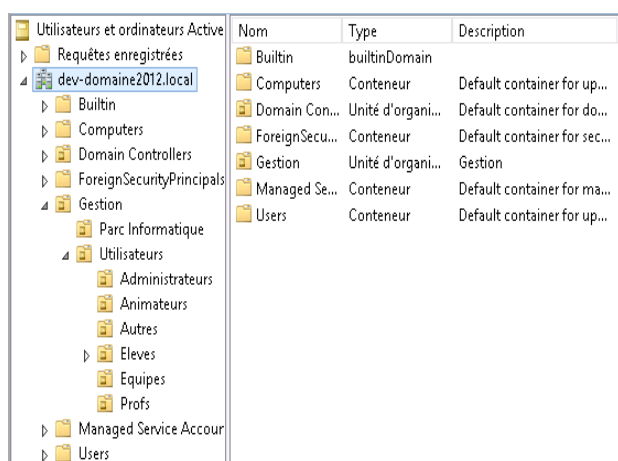 Utilisateurs et ordinateurs Active
Requêtes enregistrées
dev-domaine2012.local
Builtin
Computers
Domain Controllers
ForeignSecurityPrincipals
Gestion
Parc Informatique
Utilisateurs
Administrateurs
Animateurs
Autres
Eleves
Equipes
Profs
Managed Service Accour
Users
Nom Type Description
Builtin builtinDomain
Computers Conteneur Default container for up...
Domain Con... Unité d'organi... Default container for do...
ForeignSecu... Conteneur Default container for sec...
Gestion Unité d'organi... Gestion
Managed Se... Conteneur Default container for ma...
Users Conteneur Default container for up...